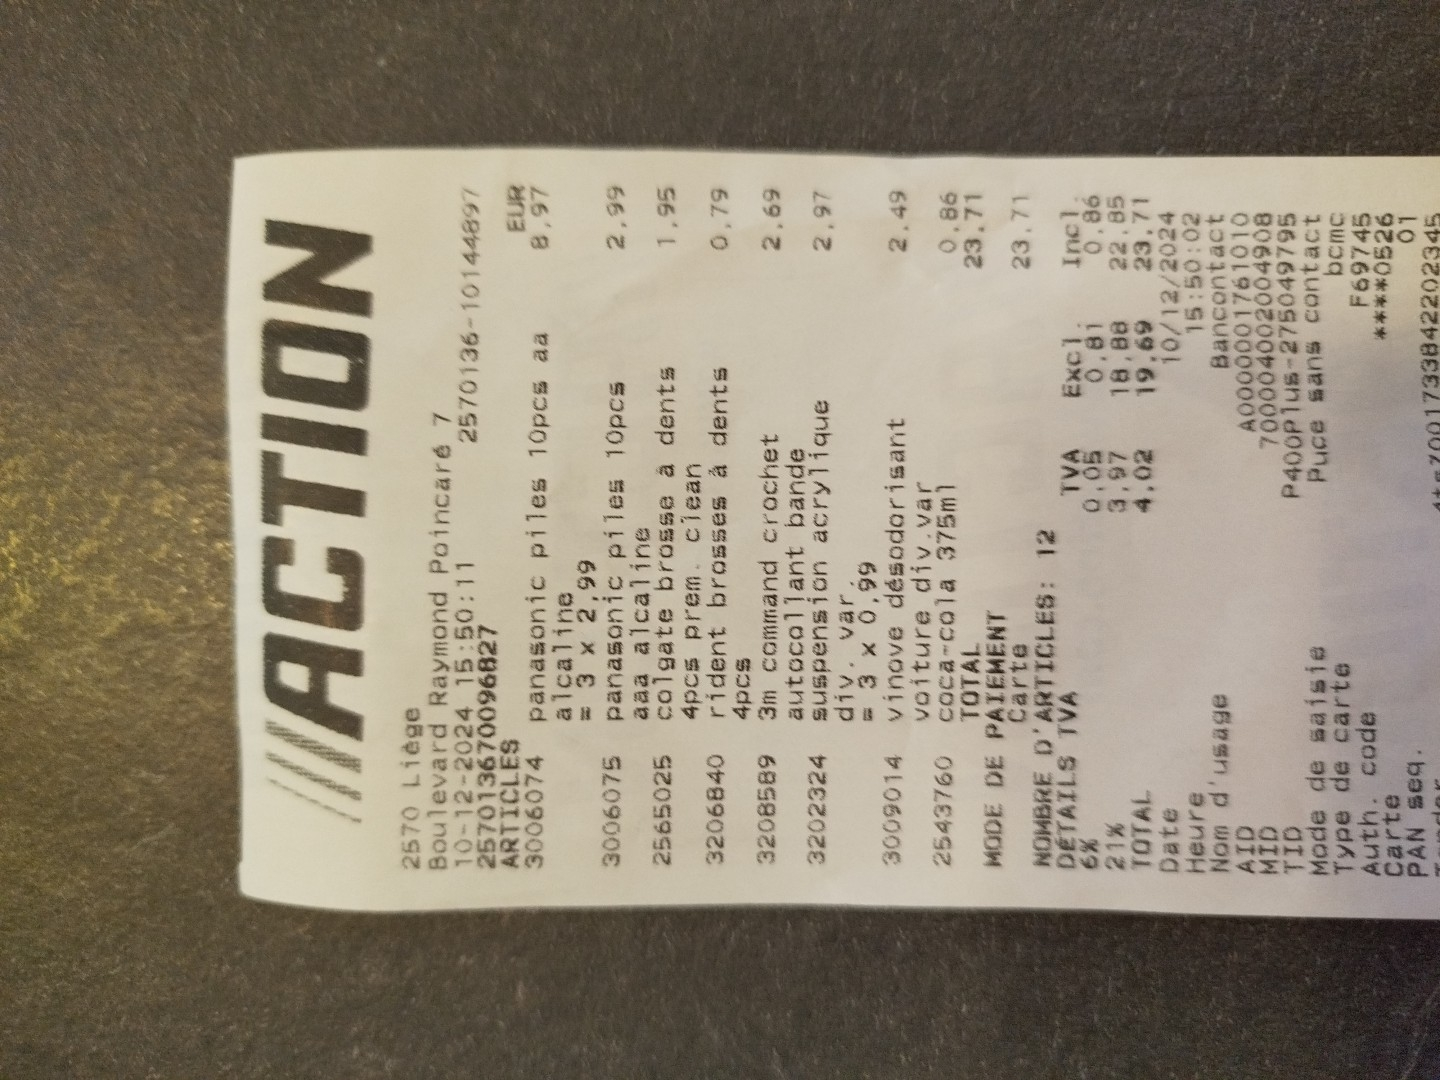 ///ACTION
2570 Liège
Boulevard Raymond Poincaré 7
10-12-2024 15:50:11 2570136-10144897
257013670096827
ARTICLES EUR
3006074 panasonic piles 10pcs aa 8,97
alcaline
= 3 x 2,99
3006075 panasonic piles 10pcs 2,99
aaa alcaline
2565025 colgate brosse à dents 1,95
4pcs prem. clean
3206840 rident brosses à dents 0,79
4pcs
3208589 3m command crochet 2,69
autocollant bande
3202324 suspension acrylique 2,97
div. var.
= 3 x 0,99
3009014 vinove désodorisant 2,49
voiture div.var
2543760 coca-cola 375ml 0,86
TOTAL 23,71
MODE DE PAIEMENT
Carte 23,71
NOMBRE D'ARTICLES: 12
DÉTAILS TVA TVA Excl. Incl.
6% 0,05 0,81 0,86
21% 3,97 18,88 22,85
TOTAL 4,02 19,69 23,71
Date 10/12/2024
Heure 15:50:02
Nom d'usage Bancontact
AID A0000001761010
MID 700004002004908
TID P400Plus-275049795
Mode de saisie Puce sans contact
Type de carte bcmc
Auth. code F69745
Carte ****0526
PAN seq. 01